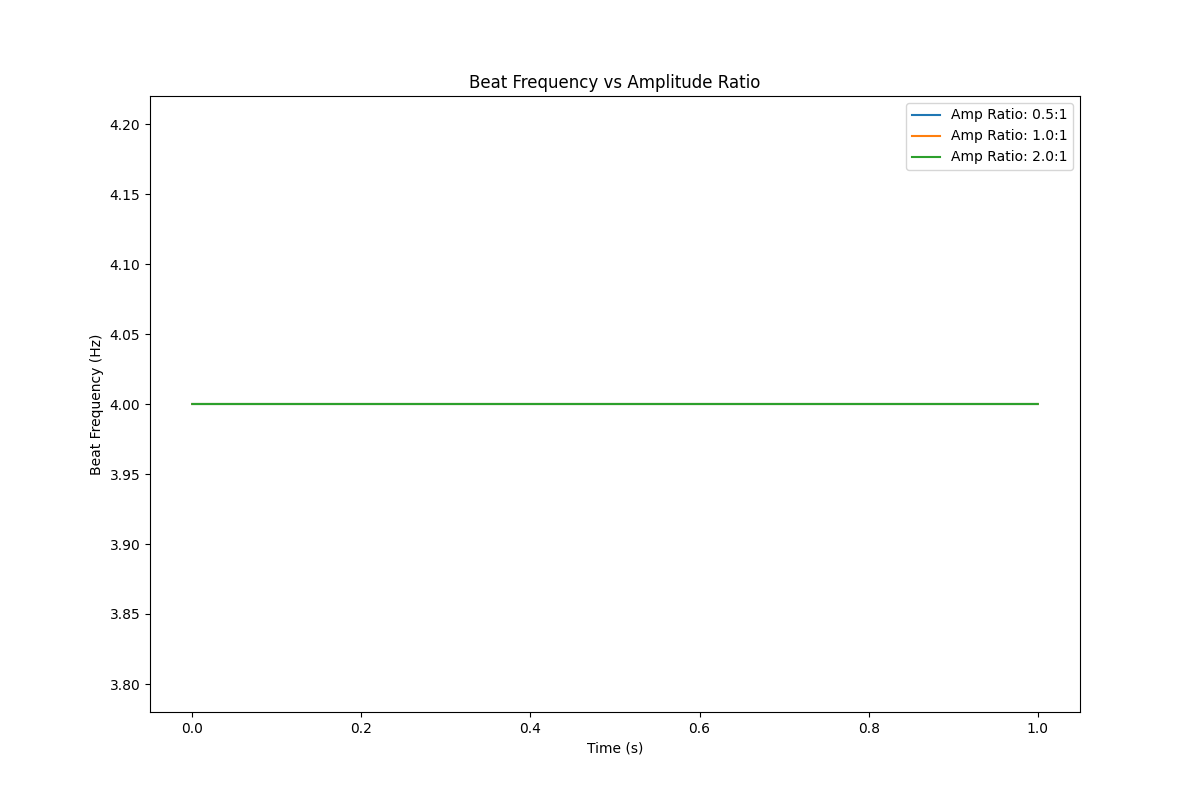 Beat Frequency vs Amplitude Ratio
Amp Ratio: 0.5:1
Amp Ratio: 1.0:1
Amp Ratio: 2.0:1
Beat Frequency (Hz)
4.20
4.15
4.10
4.05
4.00
3.95
3.90
3.85
3.80
0.0 0.2 0.4 0.6 0.8 1.0
Time (s)